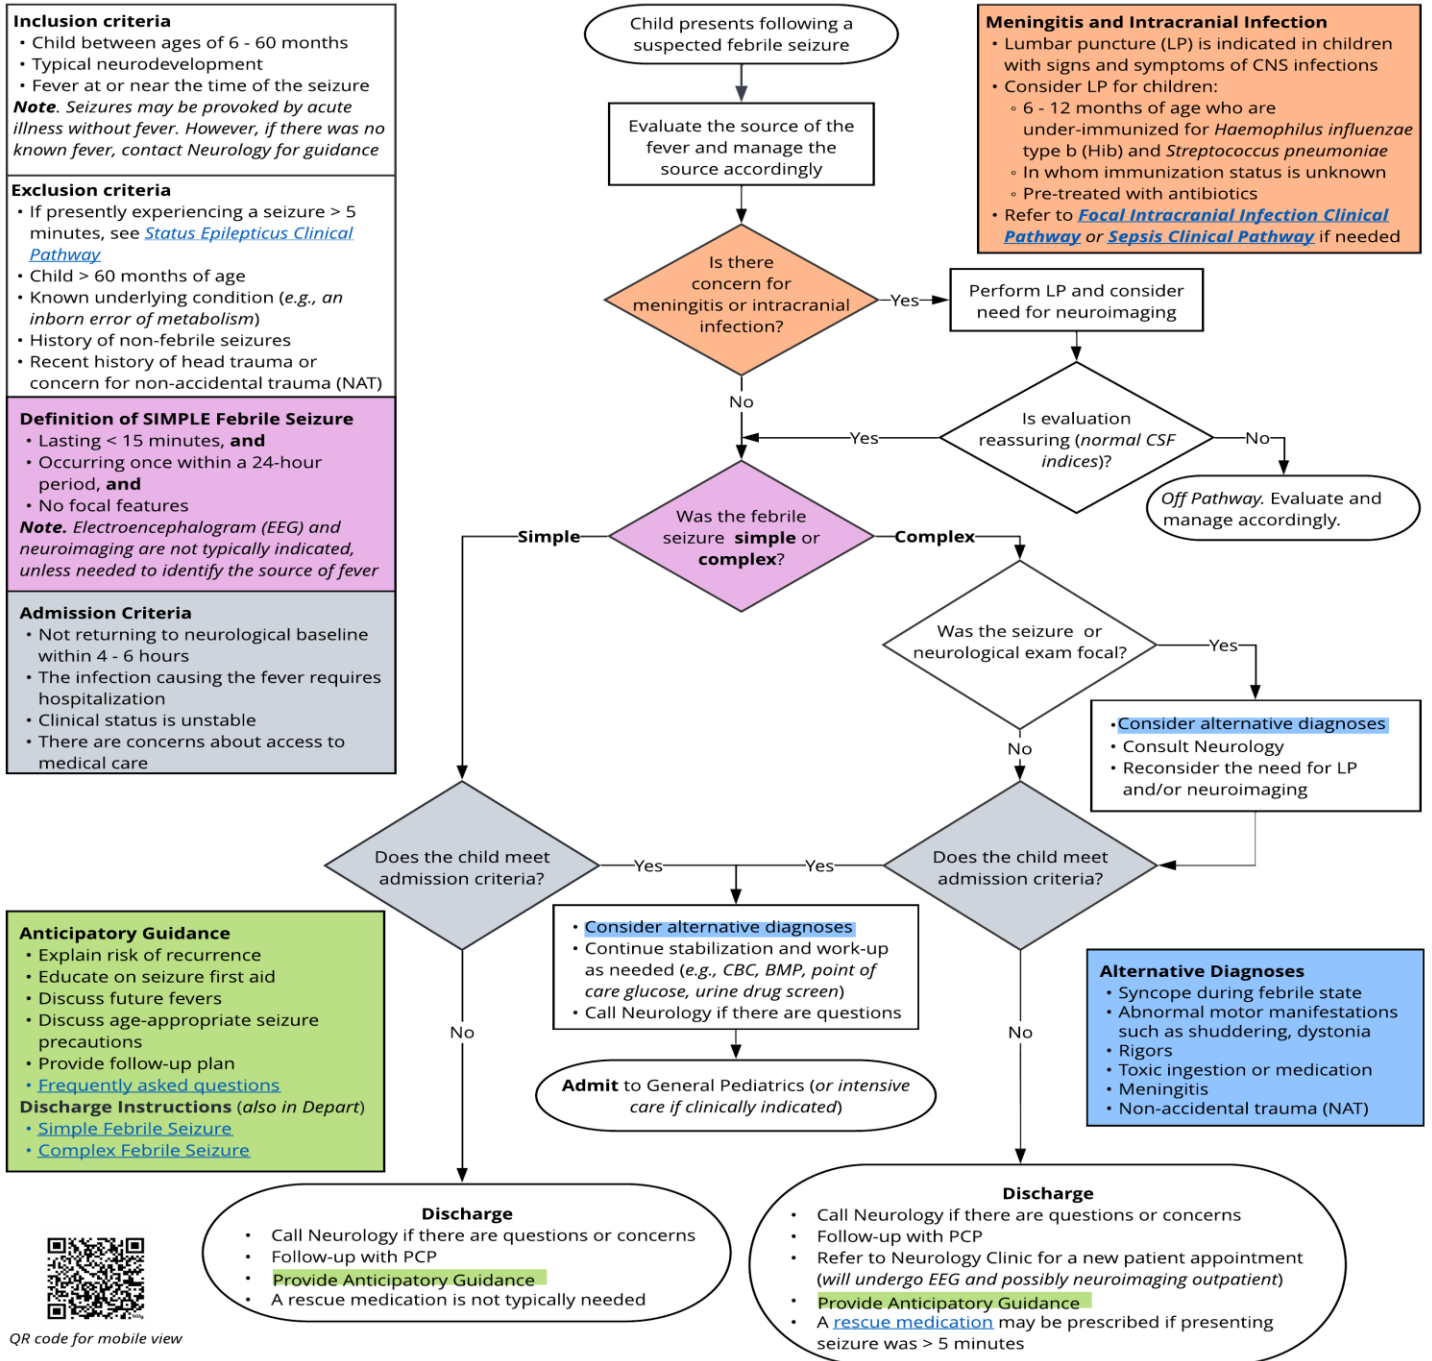 Inclusion criteria
• Child between ages of 6 - 60 months
• Typical neurodevelopment
• Fever at or near the time of the seizure
Note. Seizures may be provoked by acute
illness without fever. However, if there was no
known fever, contact Neurology for guidance
Exclusion criteria
• If presently experiencing a seizure > 5
minutes, see Status Epilepticus Clinical
Pathway
• Child > 60 months of age
• Known underlying condition (e.g., an
inborn error of metabolism)
• History of non-febrile seizures
• Recent history of head trauma or
concern for non-accidental trauma (NAT)
Definition of SIMPLE Febrile Seizure
• Lasting < 15 minutes, and
• Occurring once within a 24-hour
period, and
• No focal features
Note. Electroencephalogram (EEG) and
neuroimaging are not typically indicated,
unless needed to identify the source of fever
Admission Criteria
• Not returning to neurological baseline
within 4 - 6 hours
• The infection causing the fever requires
hospitalization
• Clinical status is unstable
• There are concerns about access to
medical care
Child presents following a
suspected febrile seizure
Evaluate the source of the
fever and manage the
source accordingly
Is there
concern for
meningitis or intracranial
infection?
Yes
No
Meningitis and Intracranial Infection
• Lumbar puncture (LP) is indicated in children
with signs and symptoms of CNS infections
• Consider LP for children:
◦ 6 - 12 months of age who are
under-immunized for Haemophilus influenzae
type b (Hib) and Streptococcus pneumoniae
◦ In whom immunization status is unknown
◦ Pre-treated with antibiotics
• Refer to Focal Intracranial Infection Clinical
Pathway or Sepsis Clinical Pathway if needed
Perform LP and consider
need for neuroimaging
Is evaluation
reassuring (normal CSF
indices)?
Yes
No
Off Pathway. Evaluate and
manage accordingly.
Was the febrile
seizure simple or
complex?
Simple
Complex
Was the seizure or
neurological exam focal?
Yes
No
• Consider alternative diagnoses
• Consult Neurology
• Reconsider the need for LP
and/or neuroimaging
Does the child meet
admission criteria?
Yes
Yes
Does the child meet
admission criteria?
• Consider alternative diagnoses
• Continue stabilization and work-up
as needed (e.g., CBC, BMP, point of
care glucose, urine drug screen)
• Call Neurology if there are questions
No
No
Admit to General Pediatrics (or intensive
care if clinically indicated)
Anticipatory Guidance
• Explain risk of recurrence
• Educate on seizure first aid
• Discuss future fevers
• Discuss age-appropriate seizure
precautions
• Provide follow-up plan
• Frequently asked questions
Discharge Instructions (also in Depart)
• Simple Febrile Seizure
• Complex Febrile Seizure
Alternative Diagnoses
• Syncope during febrile state
• Abnormal motor manifestations
such as shuddering, dystonia
• Rigors
• Toxic ingestion or medication
• Meningitis
• Non-accidental trauma (NAT)
Discharge
• Call Neurology if there are questions or concerns
• Follow-up with PCP
• Provide Anticipatory Guidance
• A rescue medication is not typically needed
Discharge
• Call Neurology if there are questions or concerns
• Follow-up with PCP
• Refer to Neurology Clinic for a new patient appointment
(will undergo EEG and possibly neuroimaging outpatient)
• Provide Anticipatory Guidance
• A rescue medication may be prescribed if presenting
seizure was > 5 minutes
QR code for mobile view